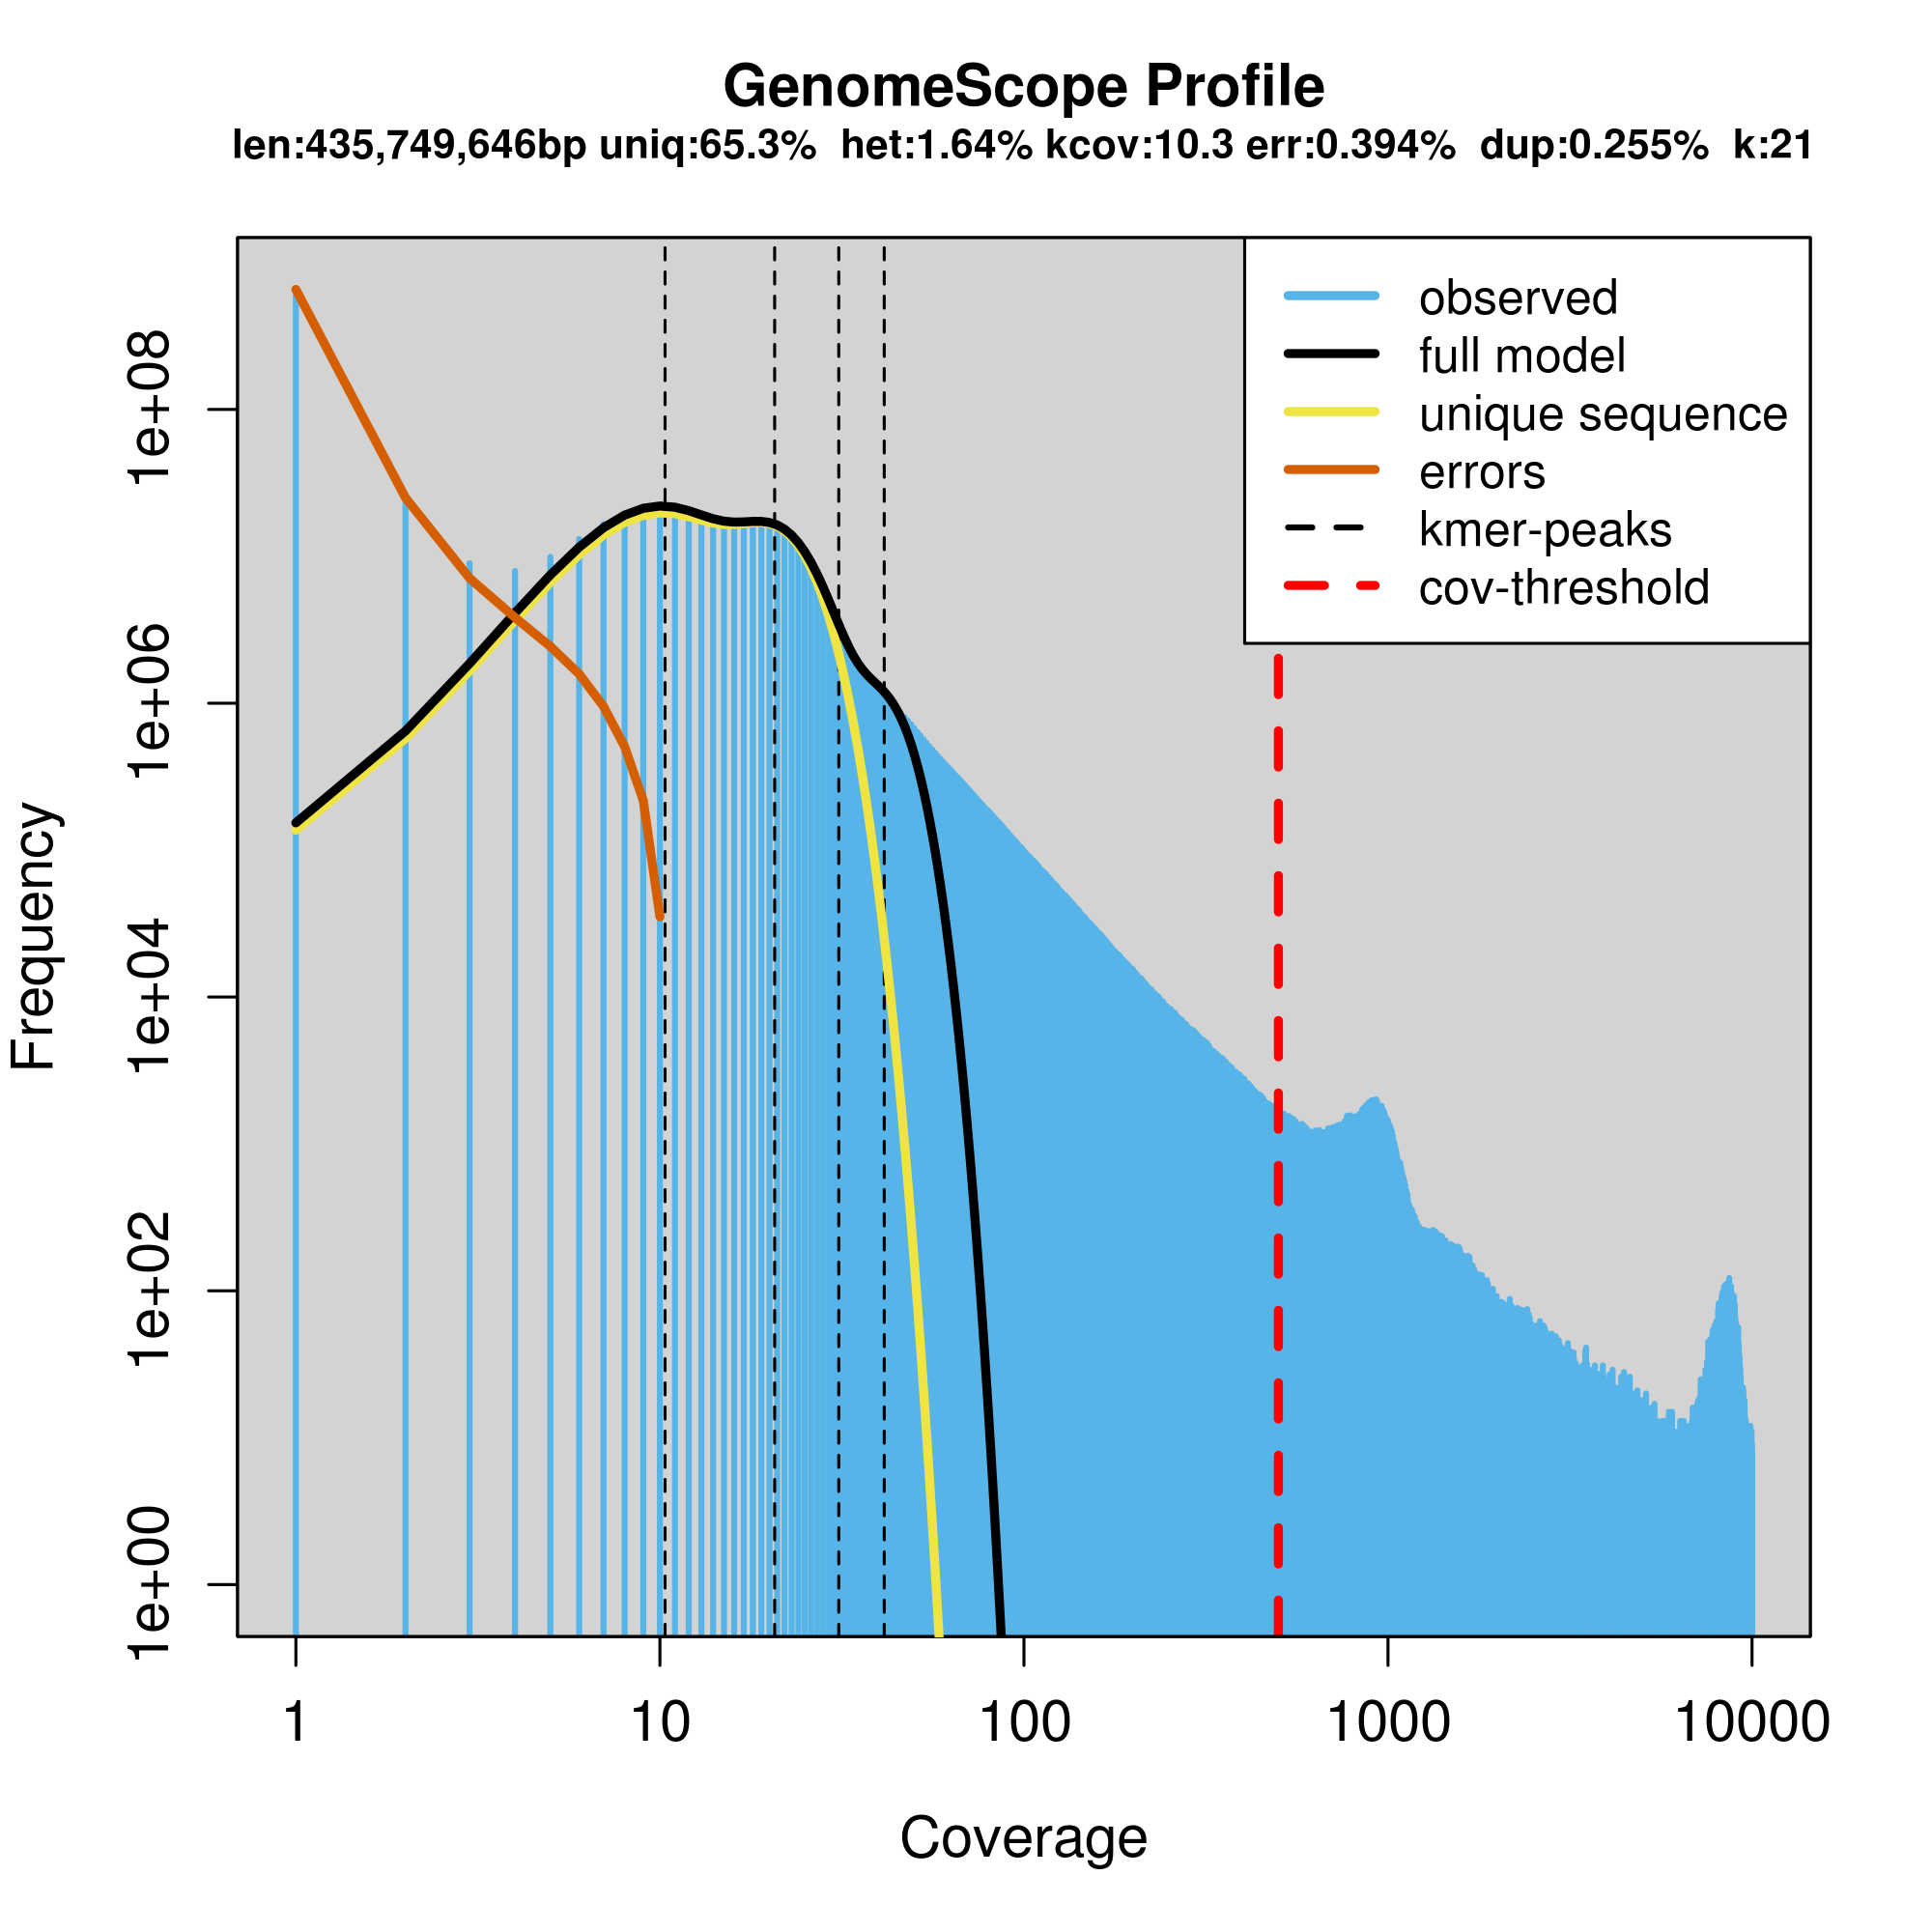 GenomeScope Profile
len:435,749,646bp uniq:65.3% het:1.64% kcov:10.3 err:0.394% dup:0.255% k:21
observed
full model
unique sequence
errors
kmer-peaks
cov-threshold
Frequency
1e+08
1e+06
1e+04
1e+02
1e+00
1 10 100 1000 10000
Coverage